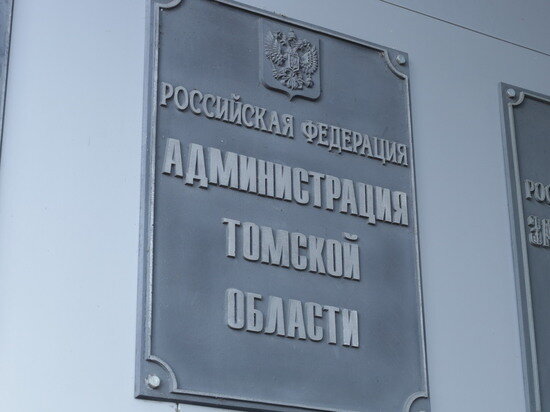 РОССИЙСКАЯ ФЕДЕРАЦИЯ
АДМИНИСТРАЦИЯ
ТОМСКОЙ
ОБЛАСТИ